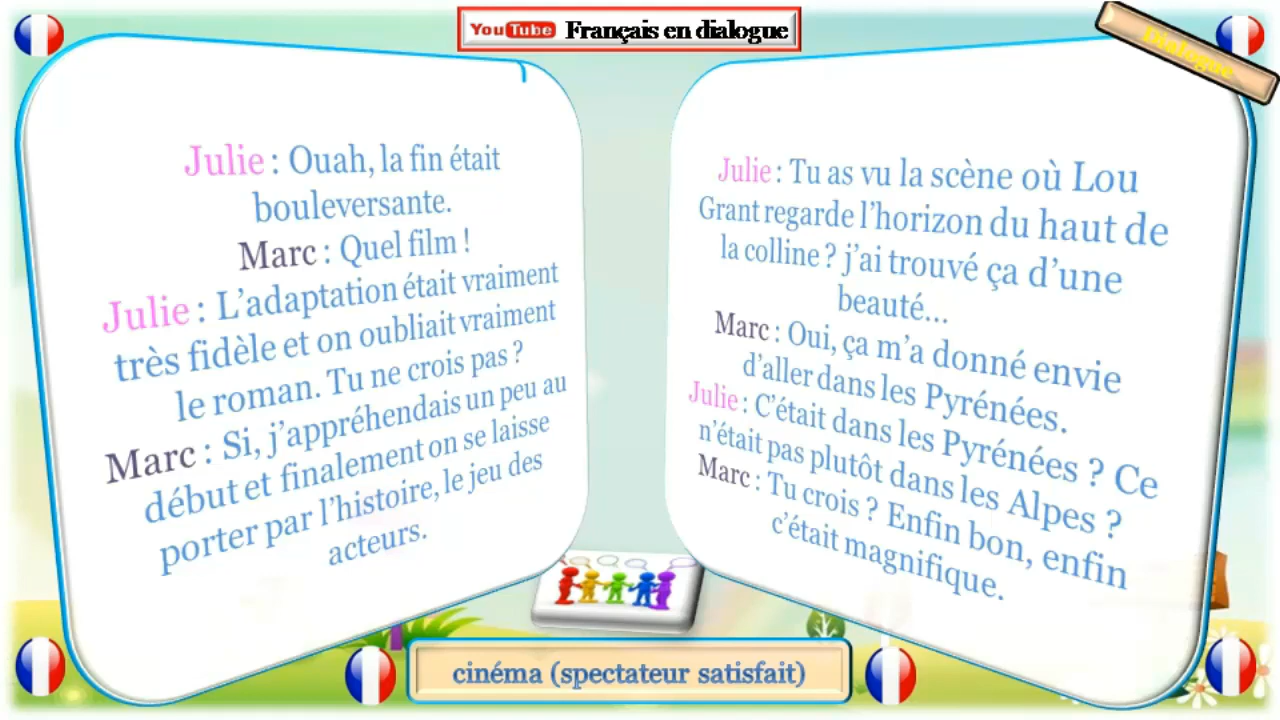 YouTube Français en dialogue
Dialogue
Julie : Ouah, la fin était
bouleversante.
Marc : Quel film !
Julie : L’adaptation était vraiment
très fidèle et on oubliait vraiment
le roman. Tu ne crois pas ?
Marc : Si, j’appréhendais un peu au
début et finalement on se laisse
porter par l’histoire, le jeu des
acteurs.
Julie : Tu as vu la scène où Lou
Grant regarde l’horizon du haut de
la colline ? j’ai trouvé ça d’une
beauté...
Marc : Oui, ça m’a donné envie
d’aller dans les Pyrénées.
Julie : C’était dans les Pyrénées ? Ce
n’était pas plutôt dans les Alpes ?
Marc : Tu crois ? Enfin bon, enfin
c’était magnifique.
cinéma (spectateur satisfait)